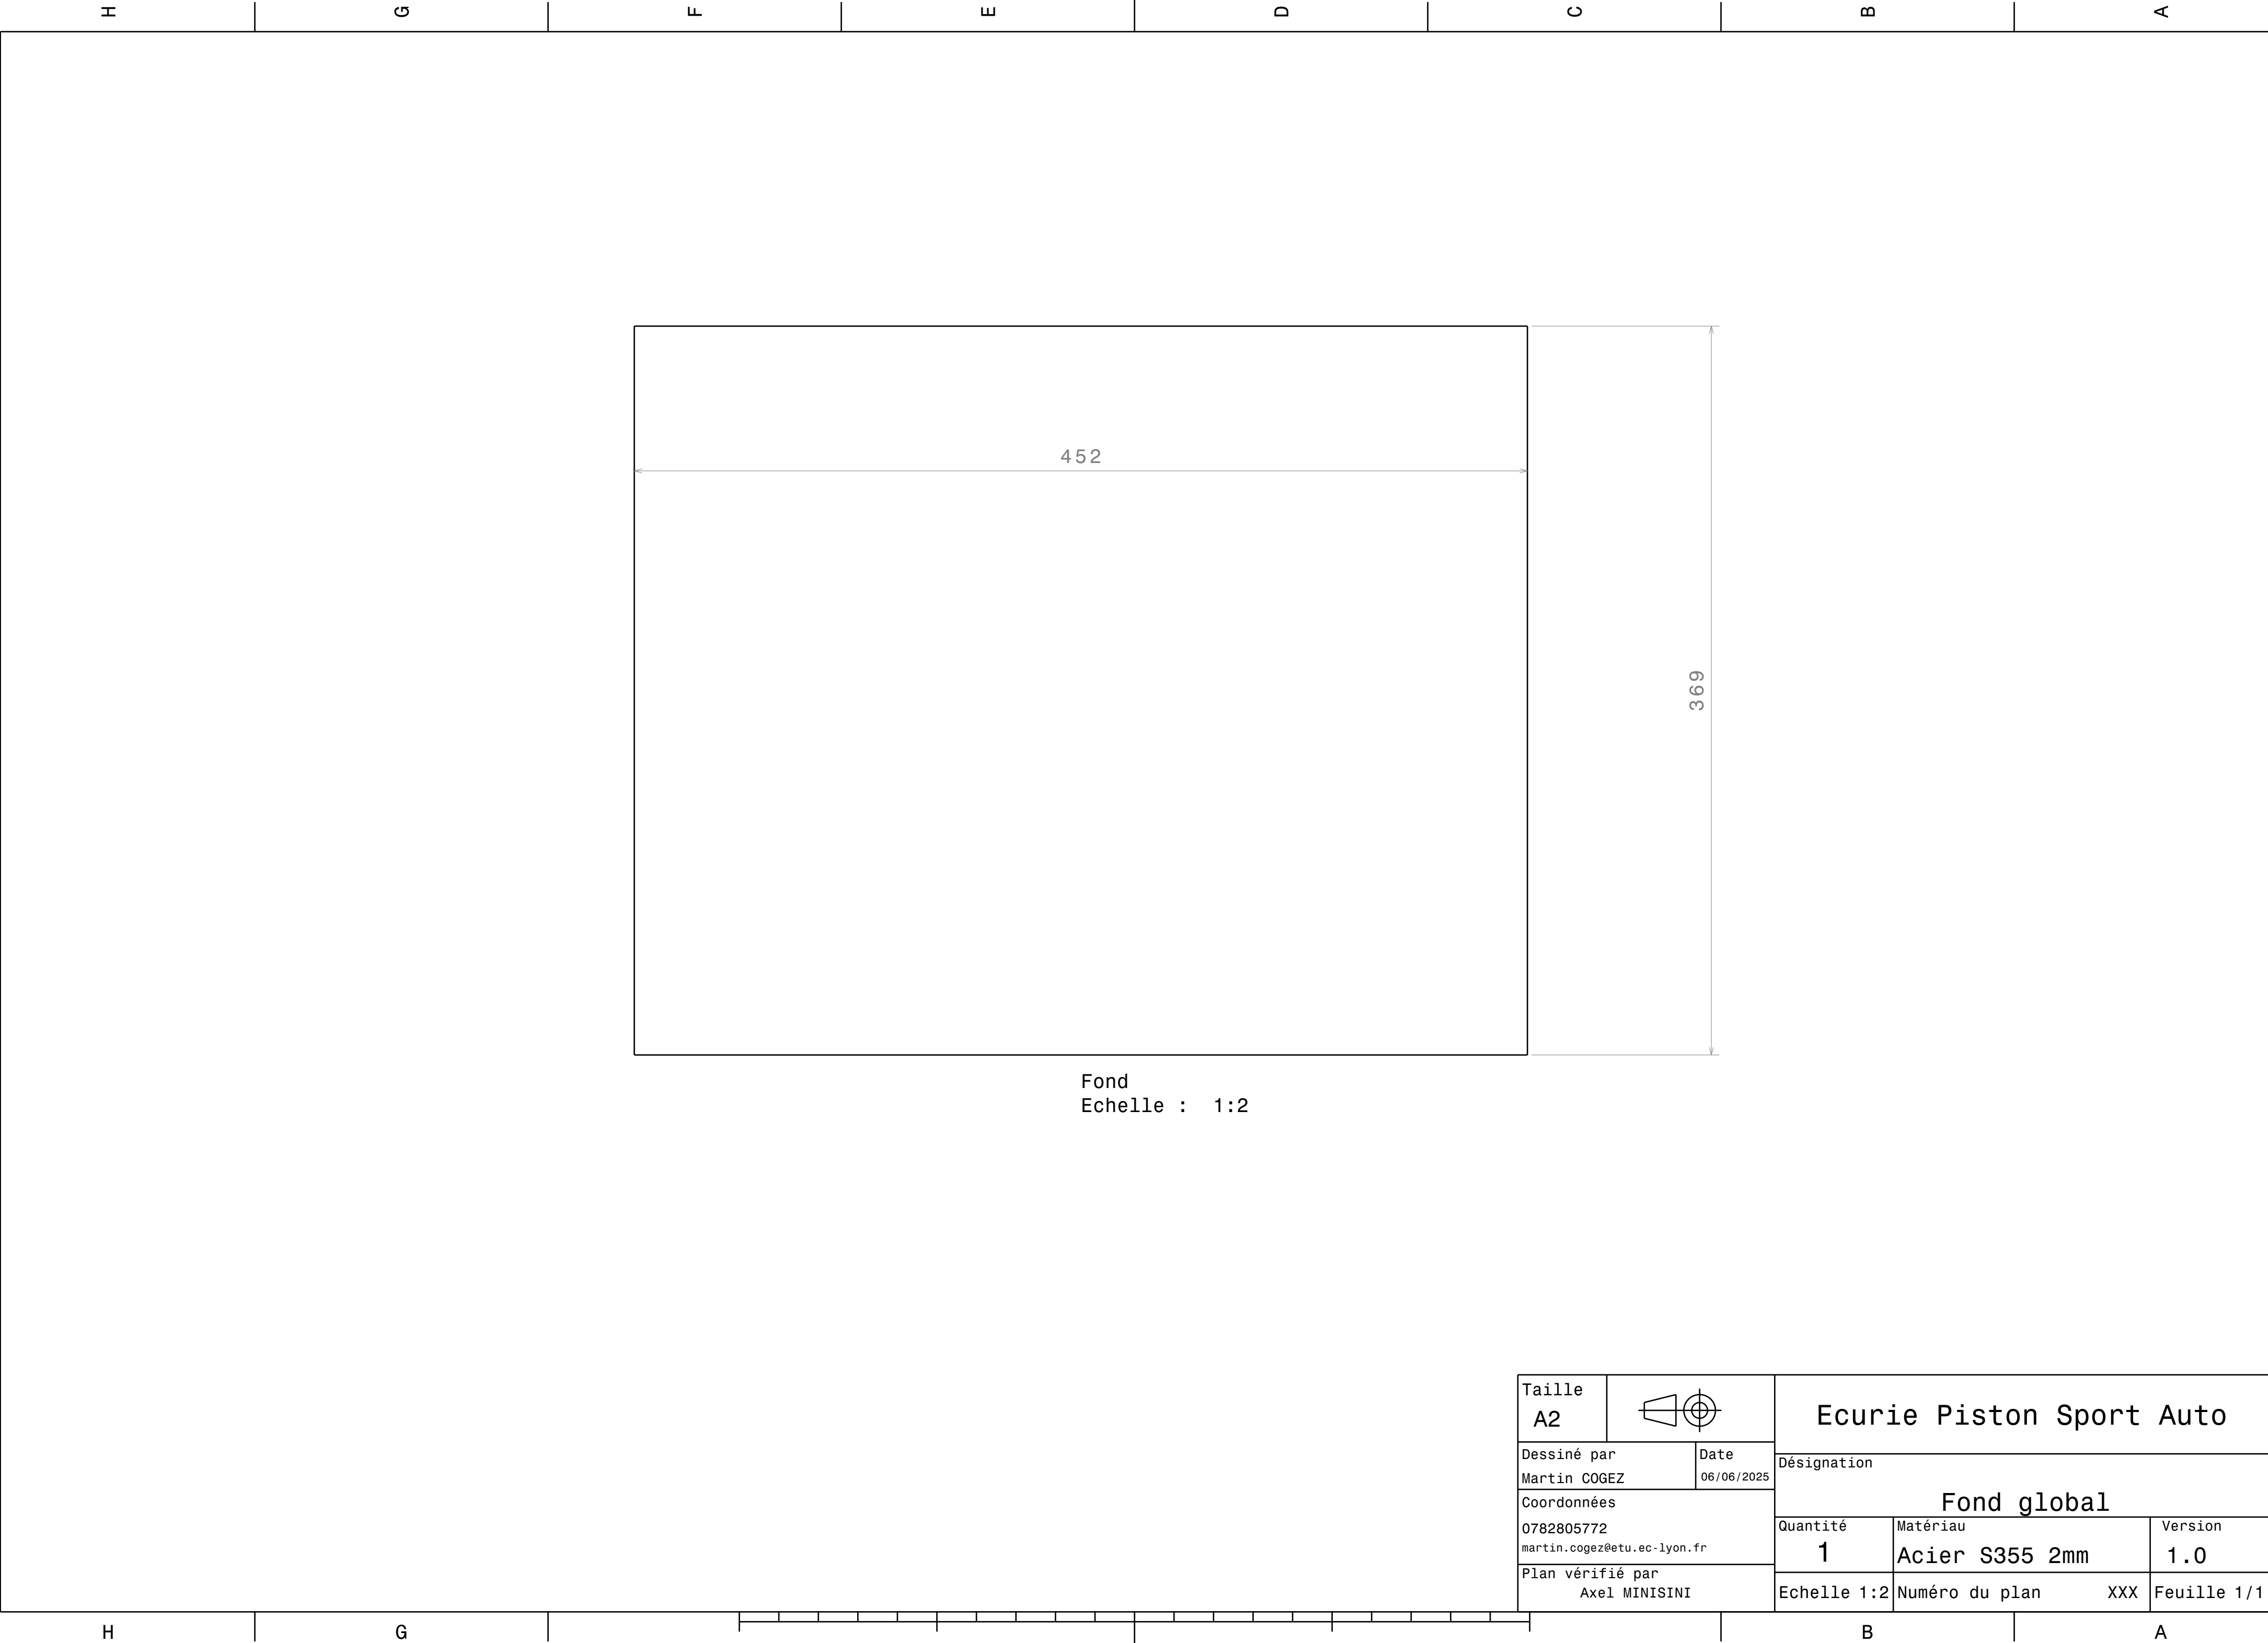 H G F E D C B A
452
369
Fond
Echelle : 1:2
Taille
A2
Ecurie Piston Sport Auto
Dessiné par
Martin COGEZ
Date
06/06/2025
Désignation
Fond global
Coordonnées
0782805772
martin.cogez@etu.ec-lyon.fr
Quantité
1
Matériau
Acier S355 2mm
Version
1.0
Plan vérifié par
Axel MINISINI
Echelle 1:2
Numéro du plan XXX
Feuille 1/1
H G B A